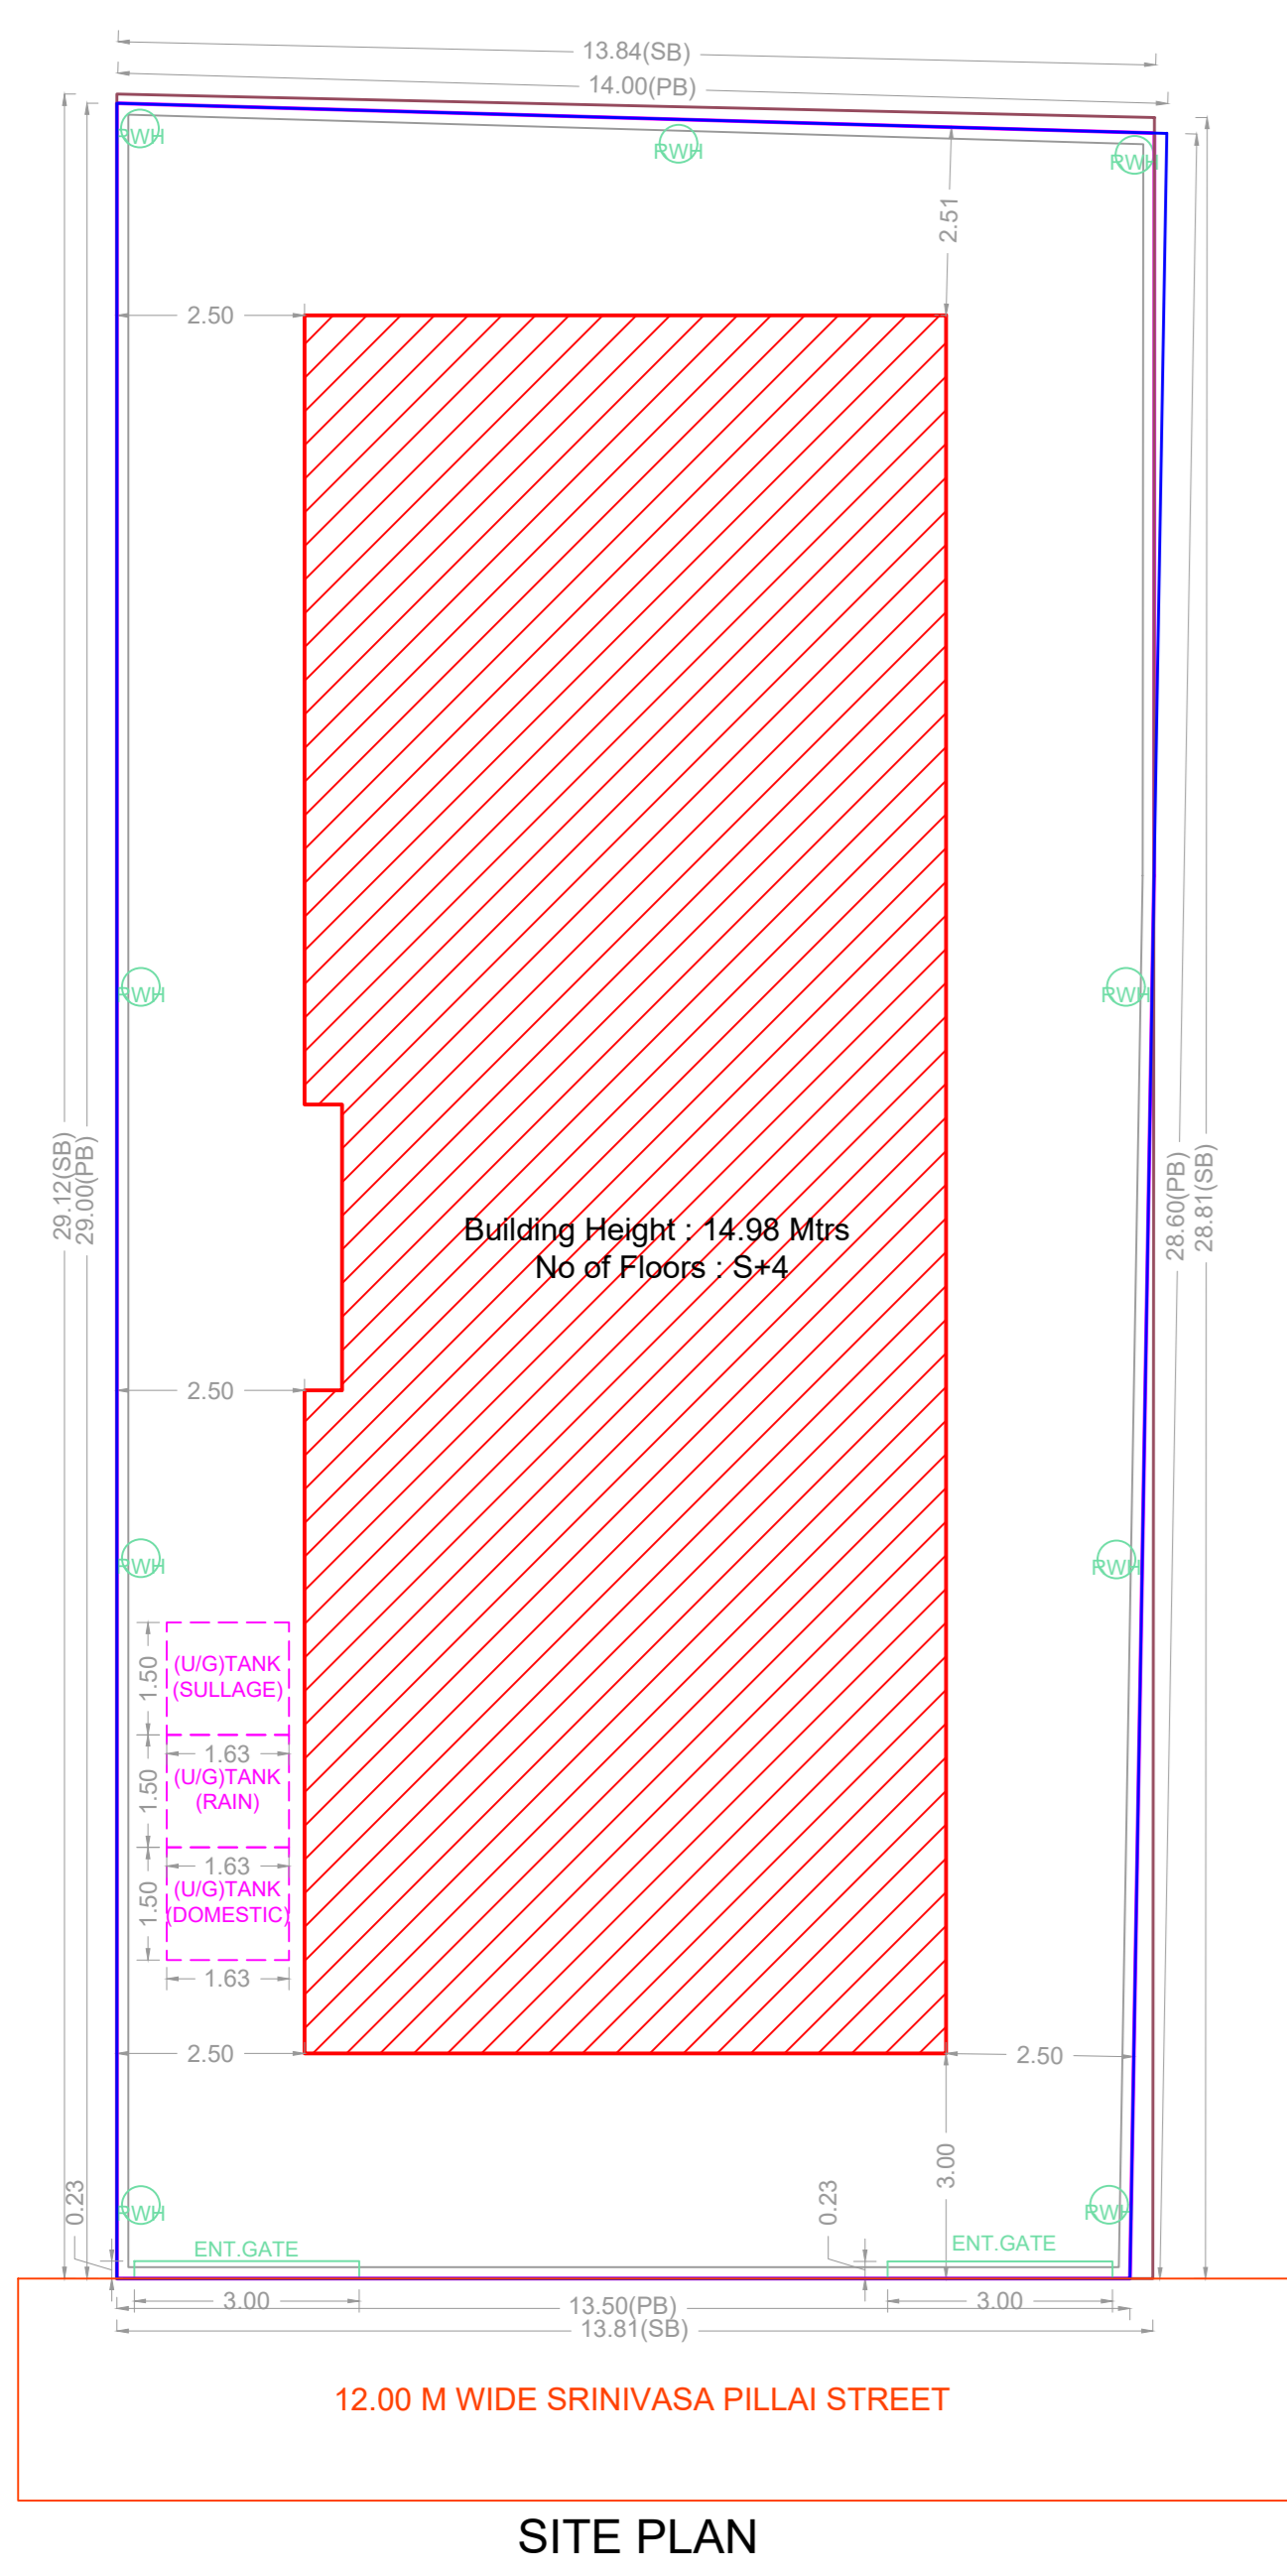 13.84(SB)
14.00(PB)
RWH
RWH
RWH
2.51
2.50
RWH
RWH
29.12(SB)
29.00(PB)
28.60(PB)
28.81(SB)
Building Height : 14.98 Mtrs
No of Floors : S+4
2.50
RWH
RWH
1.50
(U/G)TANK
(SULLAGE)
1.63
1.50
(U/G)TANK
(RAIN)
1.63
1.50
(U/G)TANK
(DOMESTIC)
1.63
2.50
2.50
3.00
0.23
0.23
RWH
RWH
ENT.GATE
ENT.GATE
3.00
13.50(PB)
3.00
13.81(SB)
12.00 M WIDE SRINIVASA PILLAI STREET
SITE PLAN